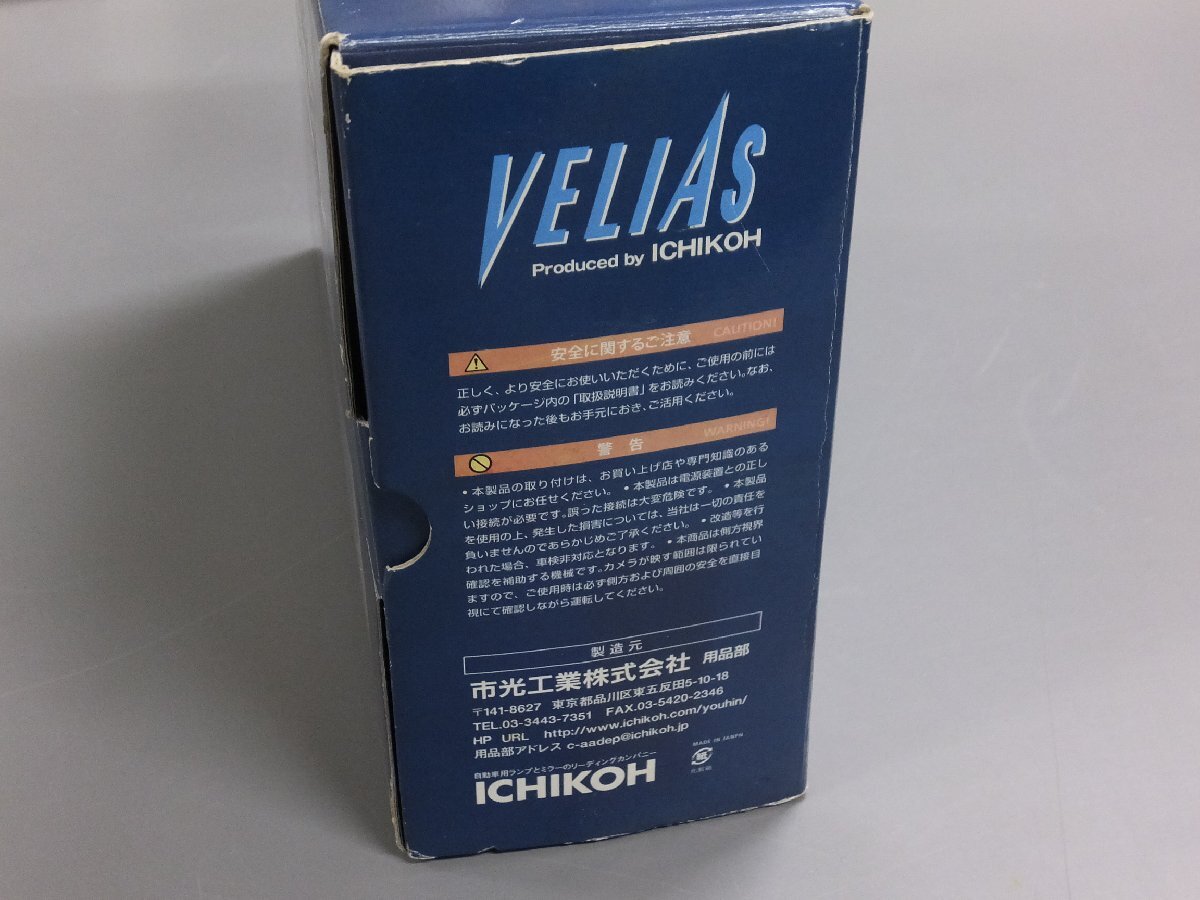 VELIAS
Produced by ICHIKOH
安全に関するご注意 CAUTION!
正しく、より安全にお使いいただくために、ご使用の前には
必ずパッケージ内の「取扱説明書」をお読みください。なお、
お読みになった後もお手元におき、ご活用ください。
警告 WARNING!
・本製品の取り付けは、お買い上げ店や専門知識のある
ショップにお任せください。 ・本製品は電源装置との正し
い接続が必要です。誤った接続は大変危険です。 ・本製品
を使用の上、発生した損害については、当社は一切の責任を
負いませんのであらかじめご了承ください。 ・改造等を行
われた場合、車検非対応となります。 ・本商品は側方視界
確認を補助する機械です。カメラが映す範囲は限られてい
ますので、ご使用時は必ず側方および周囲の安全を直接目
視にて確認しながら運転してください。
製造元
市光工業株式会社 用品部
〒141-8627 東京都品川区東五反田5-10-18
TEL.03-3443-7351 FAX.03-5420-2346
HP URL http://www.ichikoh.com/youhin/
用品部アドレス c-aadep@ichikoh.jp
自動車用ランプとミラーのリーディングカンパニー
ICHIKOH
MADE IN JAPAN
紙
化粧箱